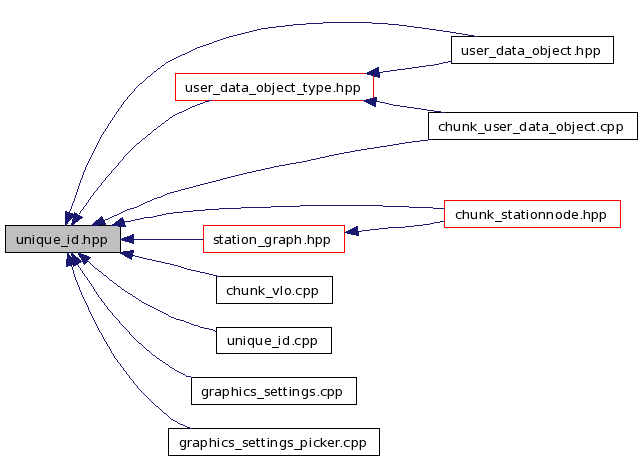 user_data_object.hpp
user_data_object_type.hpp
chunk_user_data_object.cpp
chunk_stationnode.hpp
unique_id.hpp
station_graph.hpp
chunk_vlo.cpp
unique_id.cpp
graphics_settings.cpp
graphics_settings_picker.cpp